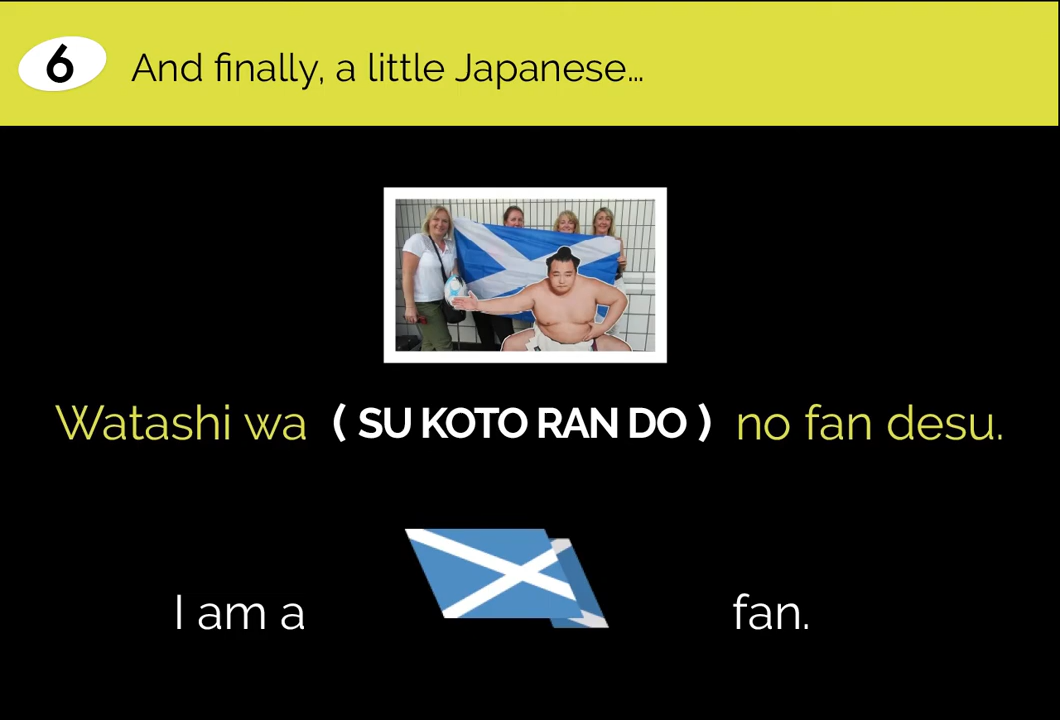 6 And finally, a little Japanese...
Watashi wa ( SU KOTO RAN DO ) no fan desu.
I am a fan.